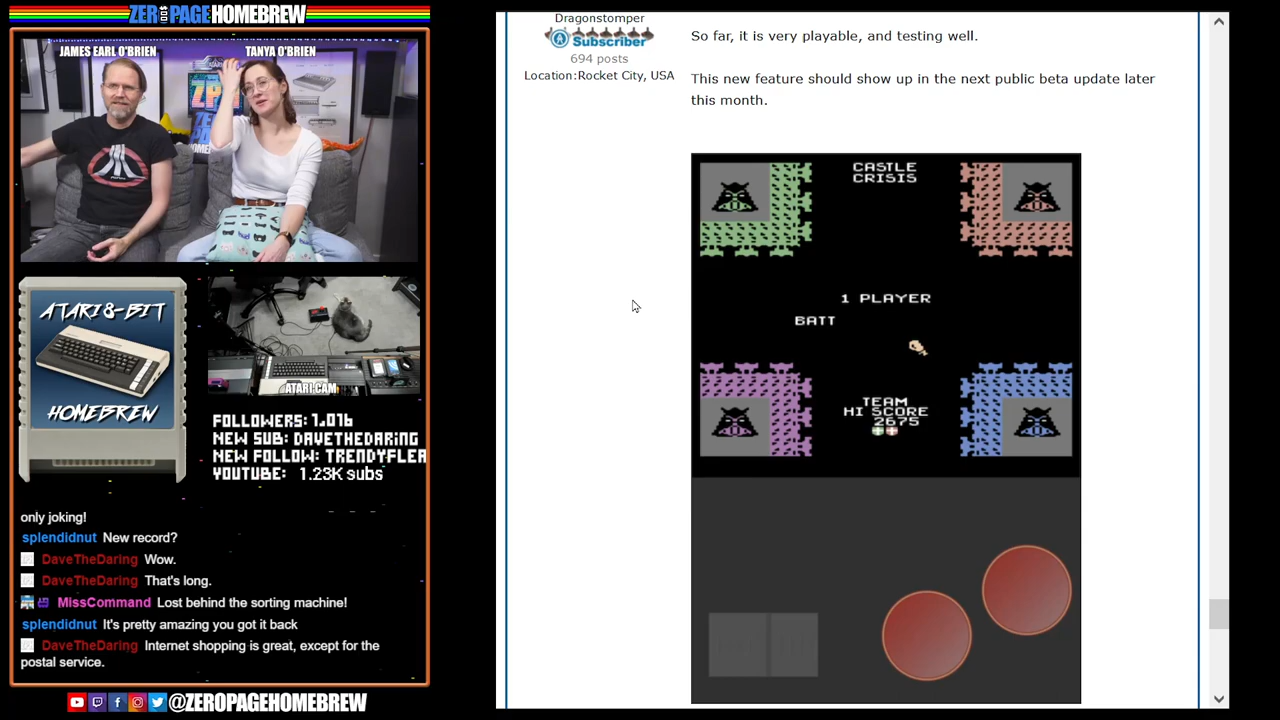 ZERO PAGE HOMEBREW
JAMES EARL O'BRIEN
TANYA O'BRIEN
ATARI 8-BIT
HOMEBREW
ATARI CAM
FOLLOWERS: 1,016
NEW SUB: DAVETHEDARING
NEW FOLLOW: TRENDYFLEA
YOUTUBE: 1.23K subs
only joking!
splendidnut New record?
DaveTheDaring Wow.
DaveTheDaring That's long.
MissCommand Lost behind the sorting machine!
splendidnut It's pretty amazing you got it back
DaveTheDaring Internet shopping is great, except for the
postal service.
@ZEROPAGEHOMEBREW
Dragonstomper
Subscriber
694 posts
Location:Rocket City, USA
So far, it is very playable, and testing well.
This new feature should show up in the next public beta update later
this month.
CASTLE
CRISIS
1 PLAYER
BATT
TEAM
HI SCORE
2675